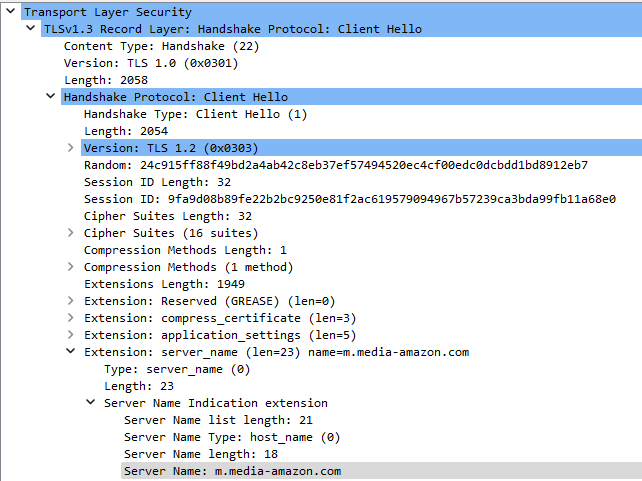 Transport Layer Security
TLSv1.3 Record Layer: Handshake Protocol: Client Hello
Content Type: Handshake (22)
Version: TLS 1.0 (0x0301)
Length: 2058
Handshake Protocol: Client Hello
Handshake Type: Client Hello (1)
Length: 2054
Version: TLS 1.2 (0x0303)
Random: 24c915ff88f49bd2a4ab42c8eb37ef57494520ec4cf00edc0dcbdd1bd8912eb7
Session ID Length: 32
Session ID: 9fa9d08b89fe22b2bc9250e81f2ac619579094967b57239ca3bda99fb11a68e0
Cipher Suites Length: 32
Cipher Suites (16 suites)
Compression Methods Length: 1
Compression Methods (1 method)
Extensions Length: 1949
Extension: Reserved (GREASE) (len=0)
Extension: compress_certificate (len=3)
Extension: application_settings (len=5)
Extension: server_name (len=23) name=m.media-amazon.com
Type: server_name (0)
Length: 23
Server Name Indication extension
Server Name list length: 21
Server Name Type: host_name (0)
Server Name length: 18
Server Name: m.media-amazon.com